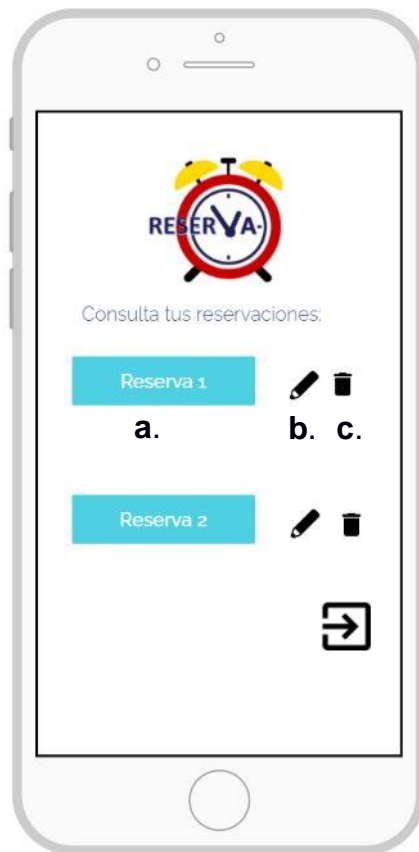 RESERVA-
Consulta tus reservaciones:
Reserva 1
a.
b. c.
Reserva 2